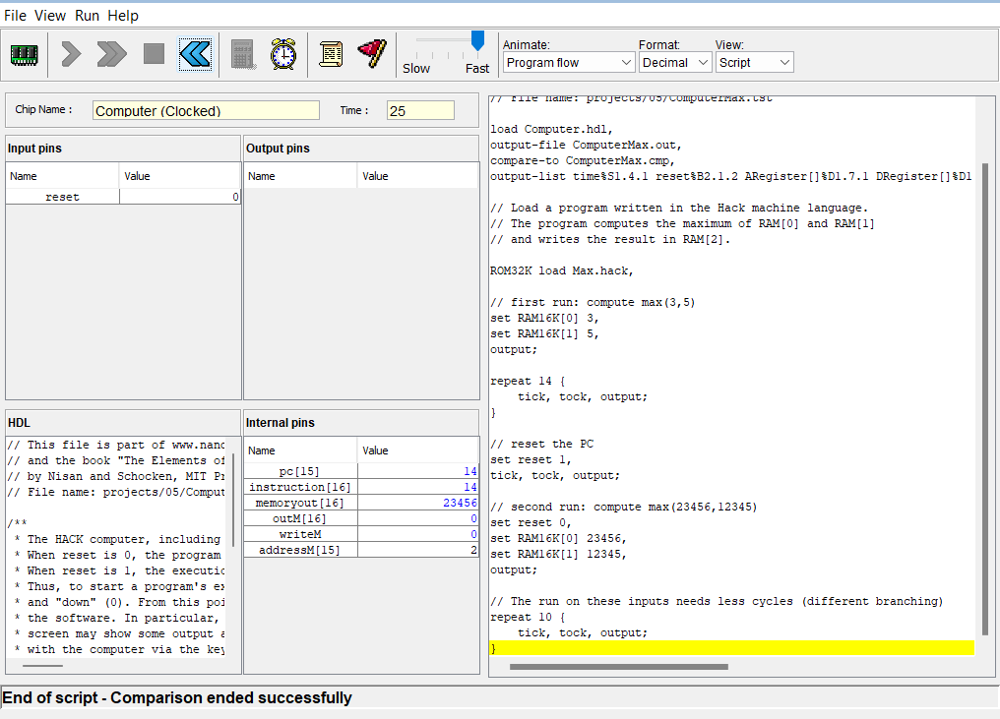 File View Run Help
Slow Fast
Animate: Format: View:
Program flow Decimal Script
Chip Name : Computer (Clocked) Time : 25
Input pins
Name Value
reset 0
Output pins
Name Value
HDL
// This file is part of www.nand
// and the book "The Elements of
// by Nisan and Schocken, MIT Pr
// File name: projects/05/Comput
/**
* The HACK computer, including
* When reset is 0, the program
* When reset is 1, the executio
* Thus, to start a program's ex
* and "down" (0). From this poi
* the software. In particular,
* screen may show some output a
* with the computer via the key
Internal pins
Name Value
pc[15] 14
instruction[16] 14
memoryout[16] 23456
outM[16] 0
writeM 0
addressM[15] 2
// File name: projects/05/ComputerMax.tst
load Computer.hdl,
output-file ComputerMax.out,
compare-to ComputerMax.cmp,
output-list time%S1.4.1 reset%B2.1.2 ARegister[]%D1.7.1 DRegister[]%D1
// Load a program written in the Hack machine language.
// The program computes the maximum of RAM[0] and RAM[1]
// and writes the result in RAM[2].
ROM32K load Max.hack,
// first run: compute max(3,5)
set RAM16K[0] 3,
set RAM16K[1] 5,
output;
repeat 14 {
tick, tock, output;
}
// reset the PC
set reset 1,
tick, tock, output;
// second run: compute max(23456,12345)
set reset 0,
set RAM16K[0] 23456,
set RAM16K[1] 12345,
output;
// The run on these inputs needs less cycles (different branching)
repeat 10 {
tick, tock, output;
}
End of script - Comparison ended successfully